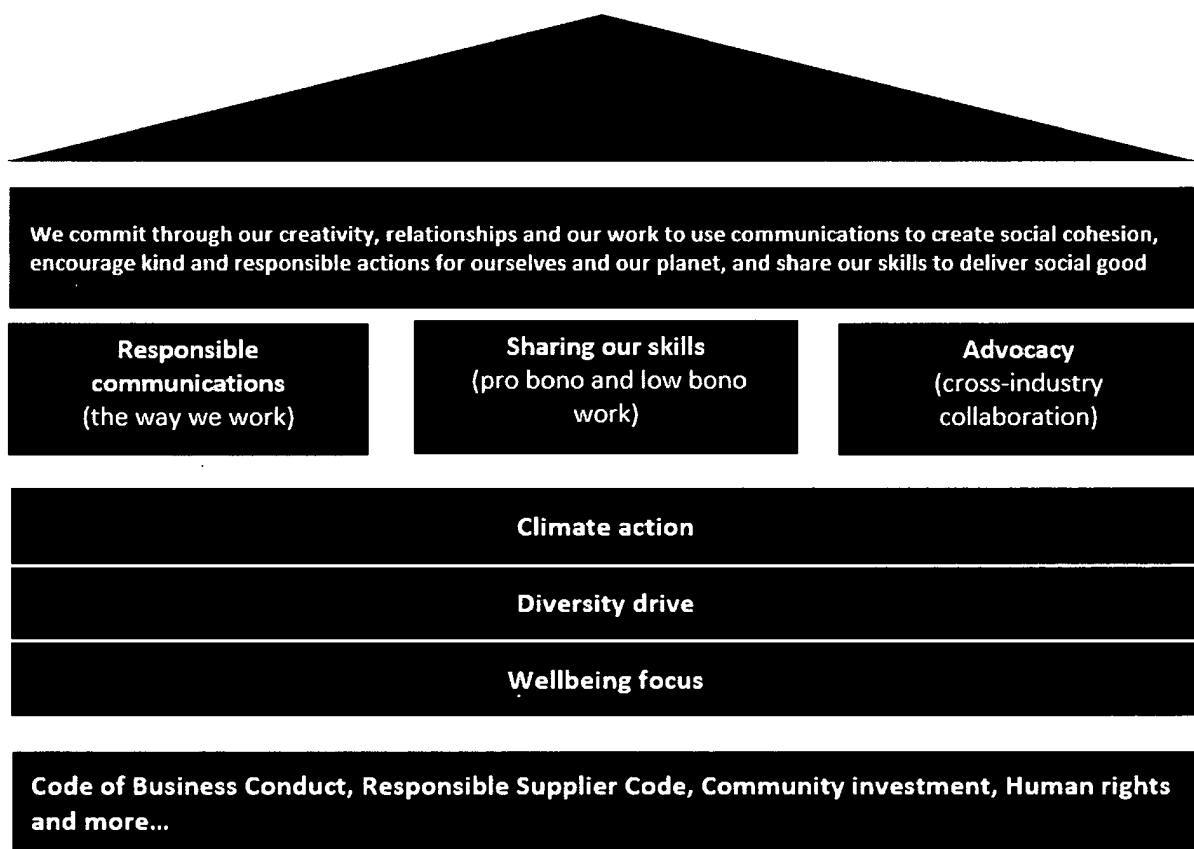 We commit through our creativity, relationships and our work to use communications to create social cohesion,
encourage kind and responsible actions for ourselves and our planet, and share our skills to deliver social good
Responsible
communications
(the way we work)
Sharing our skills
(pro bono and low bono
work)
Advocacy
(cross-industry
collaboration)
Climate action
Diversity drive
Wellbeing focus
Code of Business Conduct, Responsible Supplier Code, Community investment, Human rights
and more...